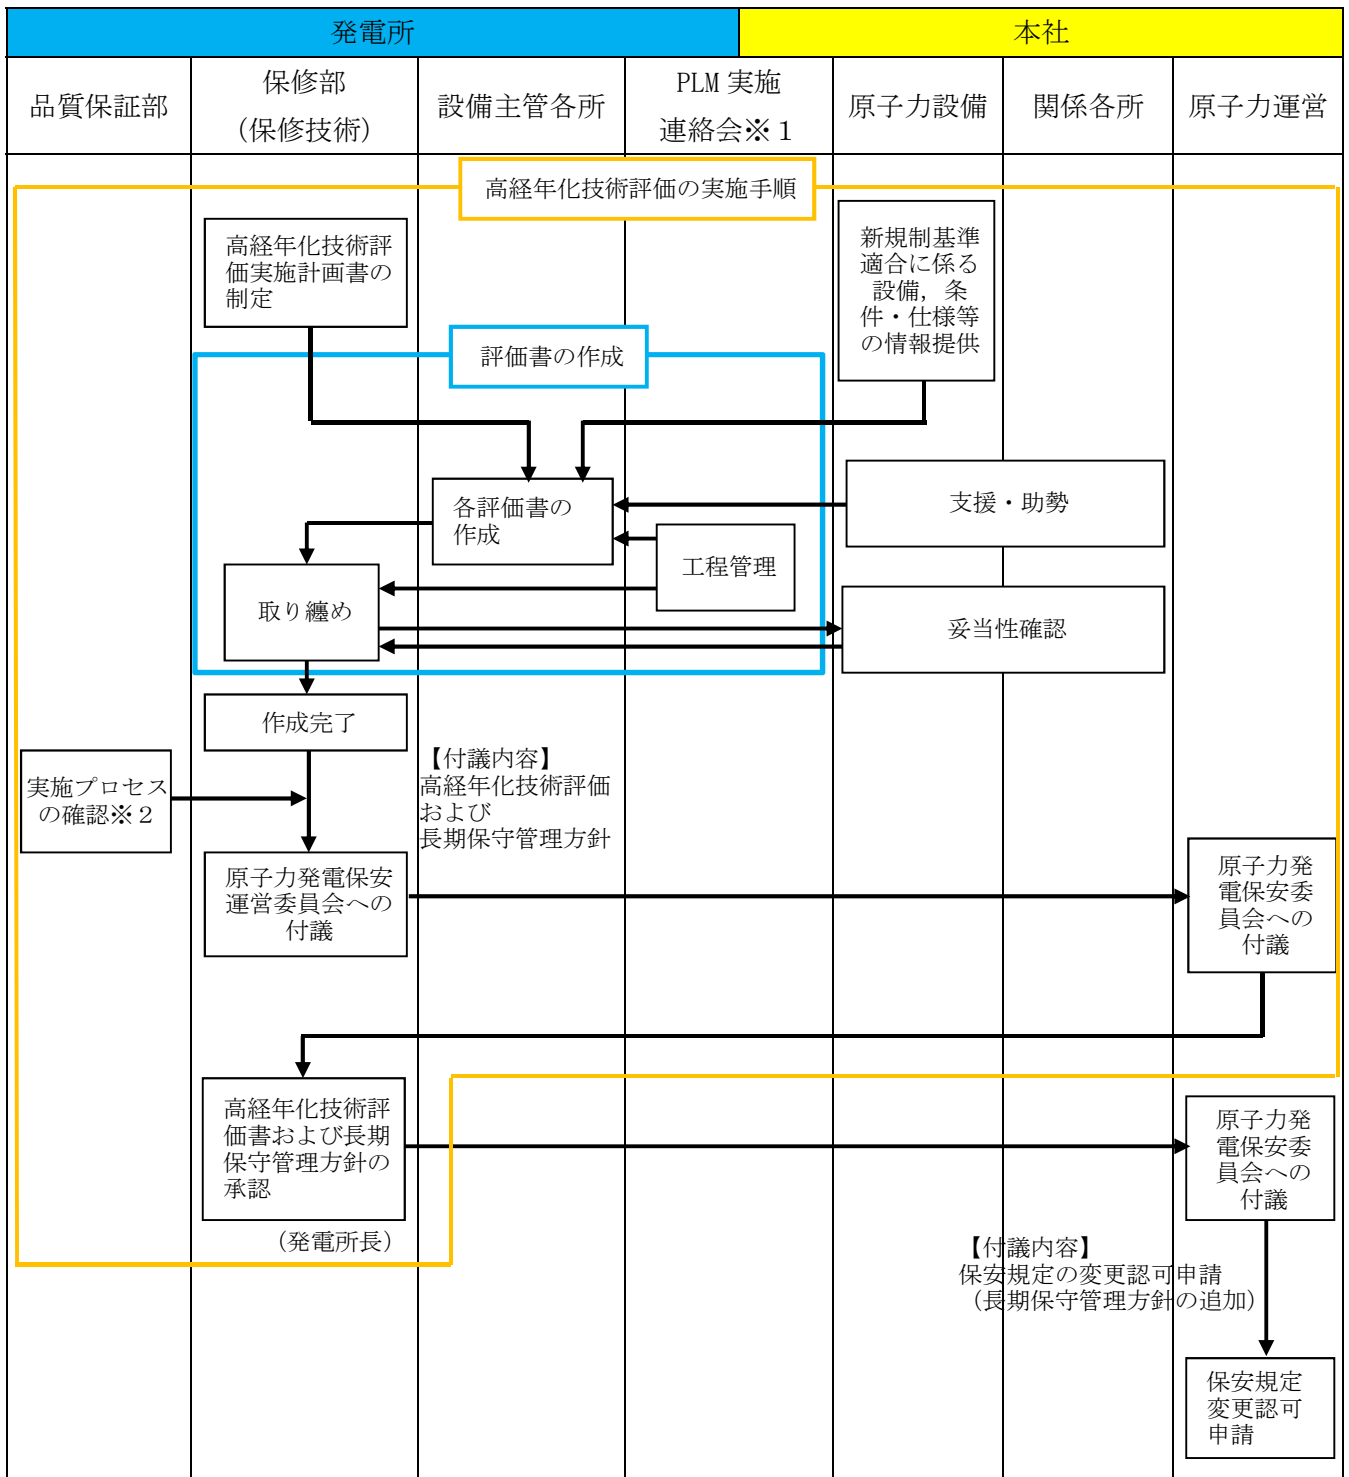 発電所
本社
品質保証部
保修部
（保修技術）
設備主管各所
PLM 実施
連絡会※１
原子力設備
関係各所
原子力運営
高経年化技術評価の実施手順
高経年化技術評
価実施計画書の
制定
新規制基準
適合に係る
設備，条
件・仕様等
の情報提供
評価書の作成
各評価書の
作成
支援・助勢
工程管理
取り纏め
妥当性確認
作成完了
実施プロセス
の確認※２
【付議内容】
高経年化技術評価
および
長期保守管理方針
原子力発電保安
運営委員会への
付議
原子力発
電保安委
員会への
付議
高経年化技術評
価書および長期
保守管理方針の
承認
（発電所長）
原子力発
電保安委
員会への
付議
【付議内容】
保安規定の変更認可申請
（長期保守管理方針の追加）
保安規定
変更認可
申請